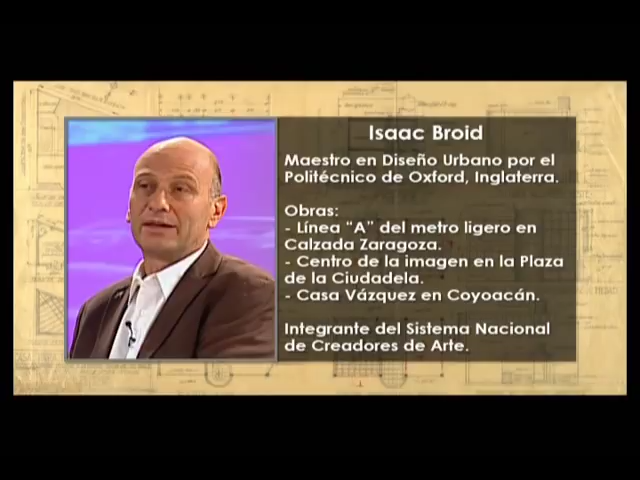 Isaac Broid
Maestro en Diseño Urbano por el
Politécnico de Oxford, Inglaterra.
Obras:
- Línea “A” del metro ligero en
Calzada Zaragoza.
- Centro de la imagen en la Plaza
de la Ciudadela.
- Casa Vázquez en Coyoacán.
Integrante del Sistema Nacional
de Creadores de Arte.